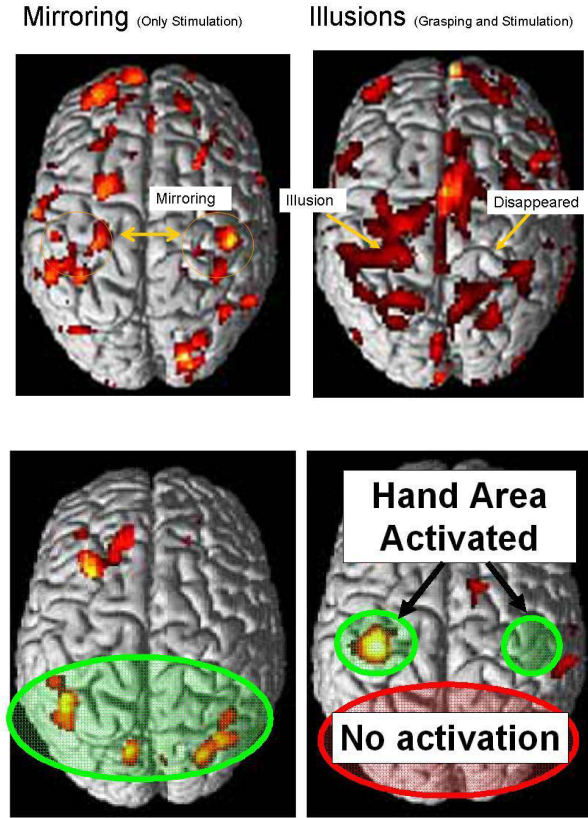 Mirroring (Only Stimulation)
Illusions (Grasping and Stimulation)
Mirroring
Illusion
Disappeared
Hand Area
Activated
No activation